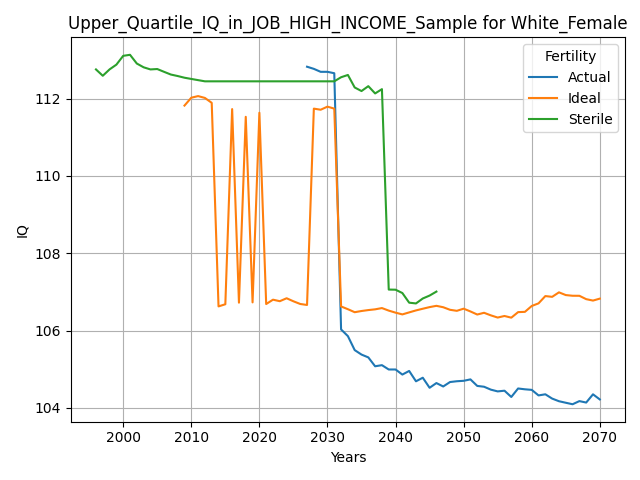 Upper_Quartile_IQ_in_JOB_HIGH_INCOME_Sample for White_Female
Fertility
Actual
Ideal
Sterile
112
110
108
106
104
IQ
2000 2010 2020 2030 2040 2050 2060 2070
Years